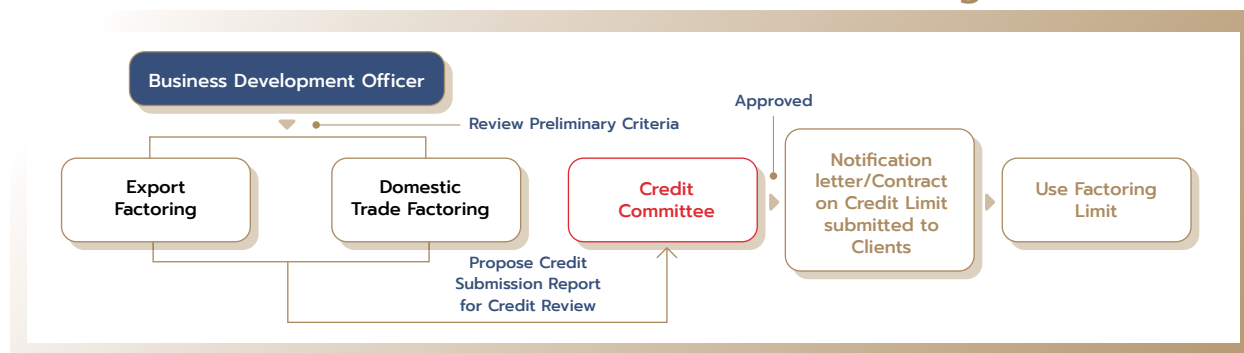 Business Development Officer
Review Preliminary Criteria
Export
Factoring
Domestic
Trade Factoring
Propose Credit
Submission Report
for Credit Review
Credit
Committee
Approved
Notification
letter/Contract
on Credit Limit
submitted to
Clients
Use Factoring
Limit